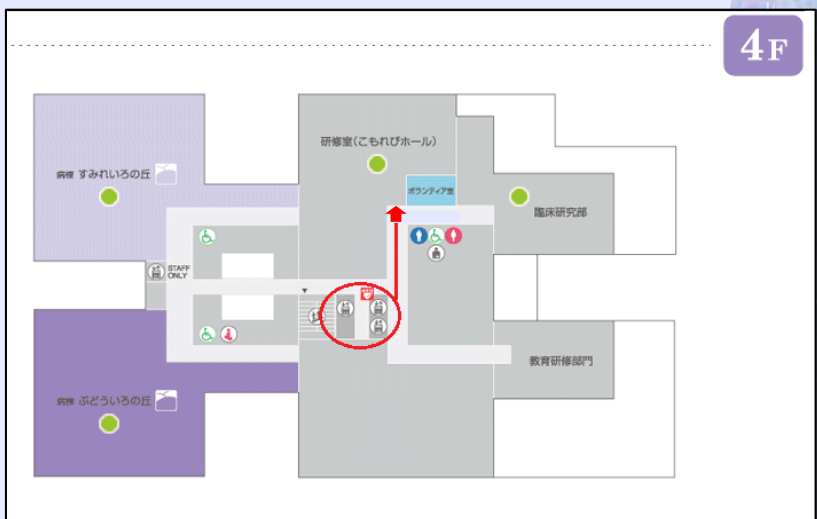 4F
研修室(こもれびホール)
病棟 すみれいろの丘
ボランティア室
臨床研究部
STAFF
ONLY
教育研修部門
病棟 ぶどういろの丘